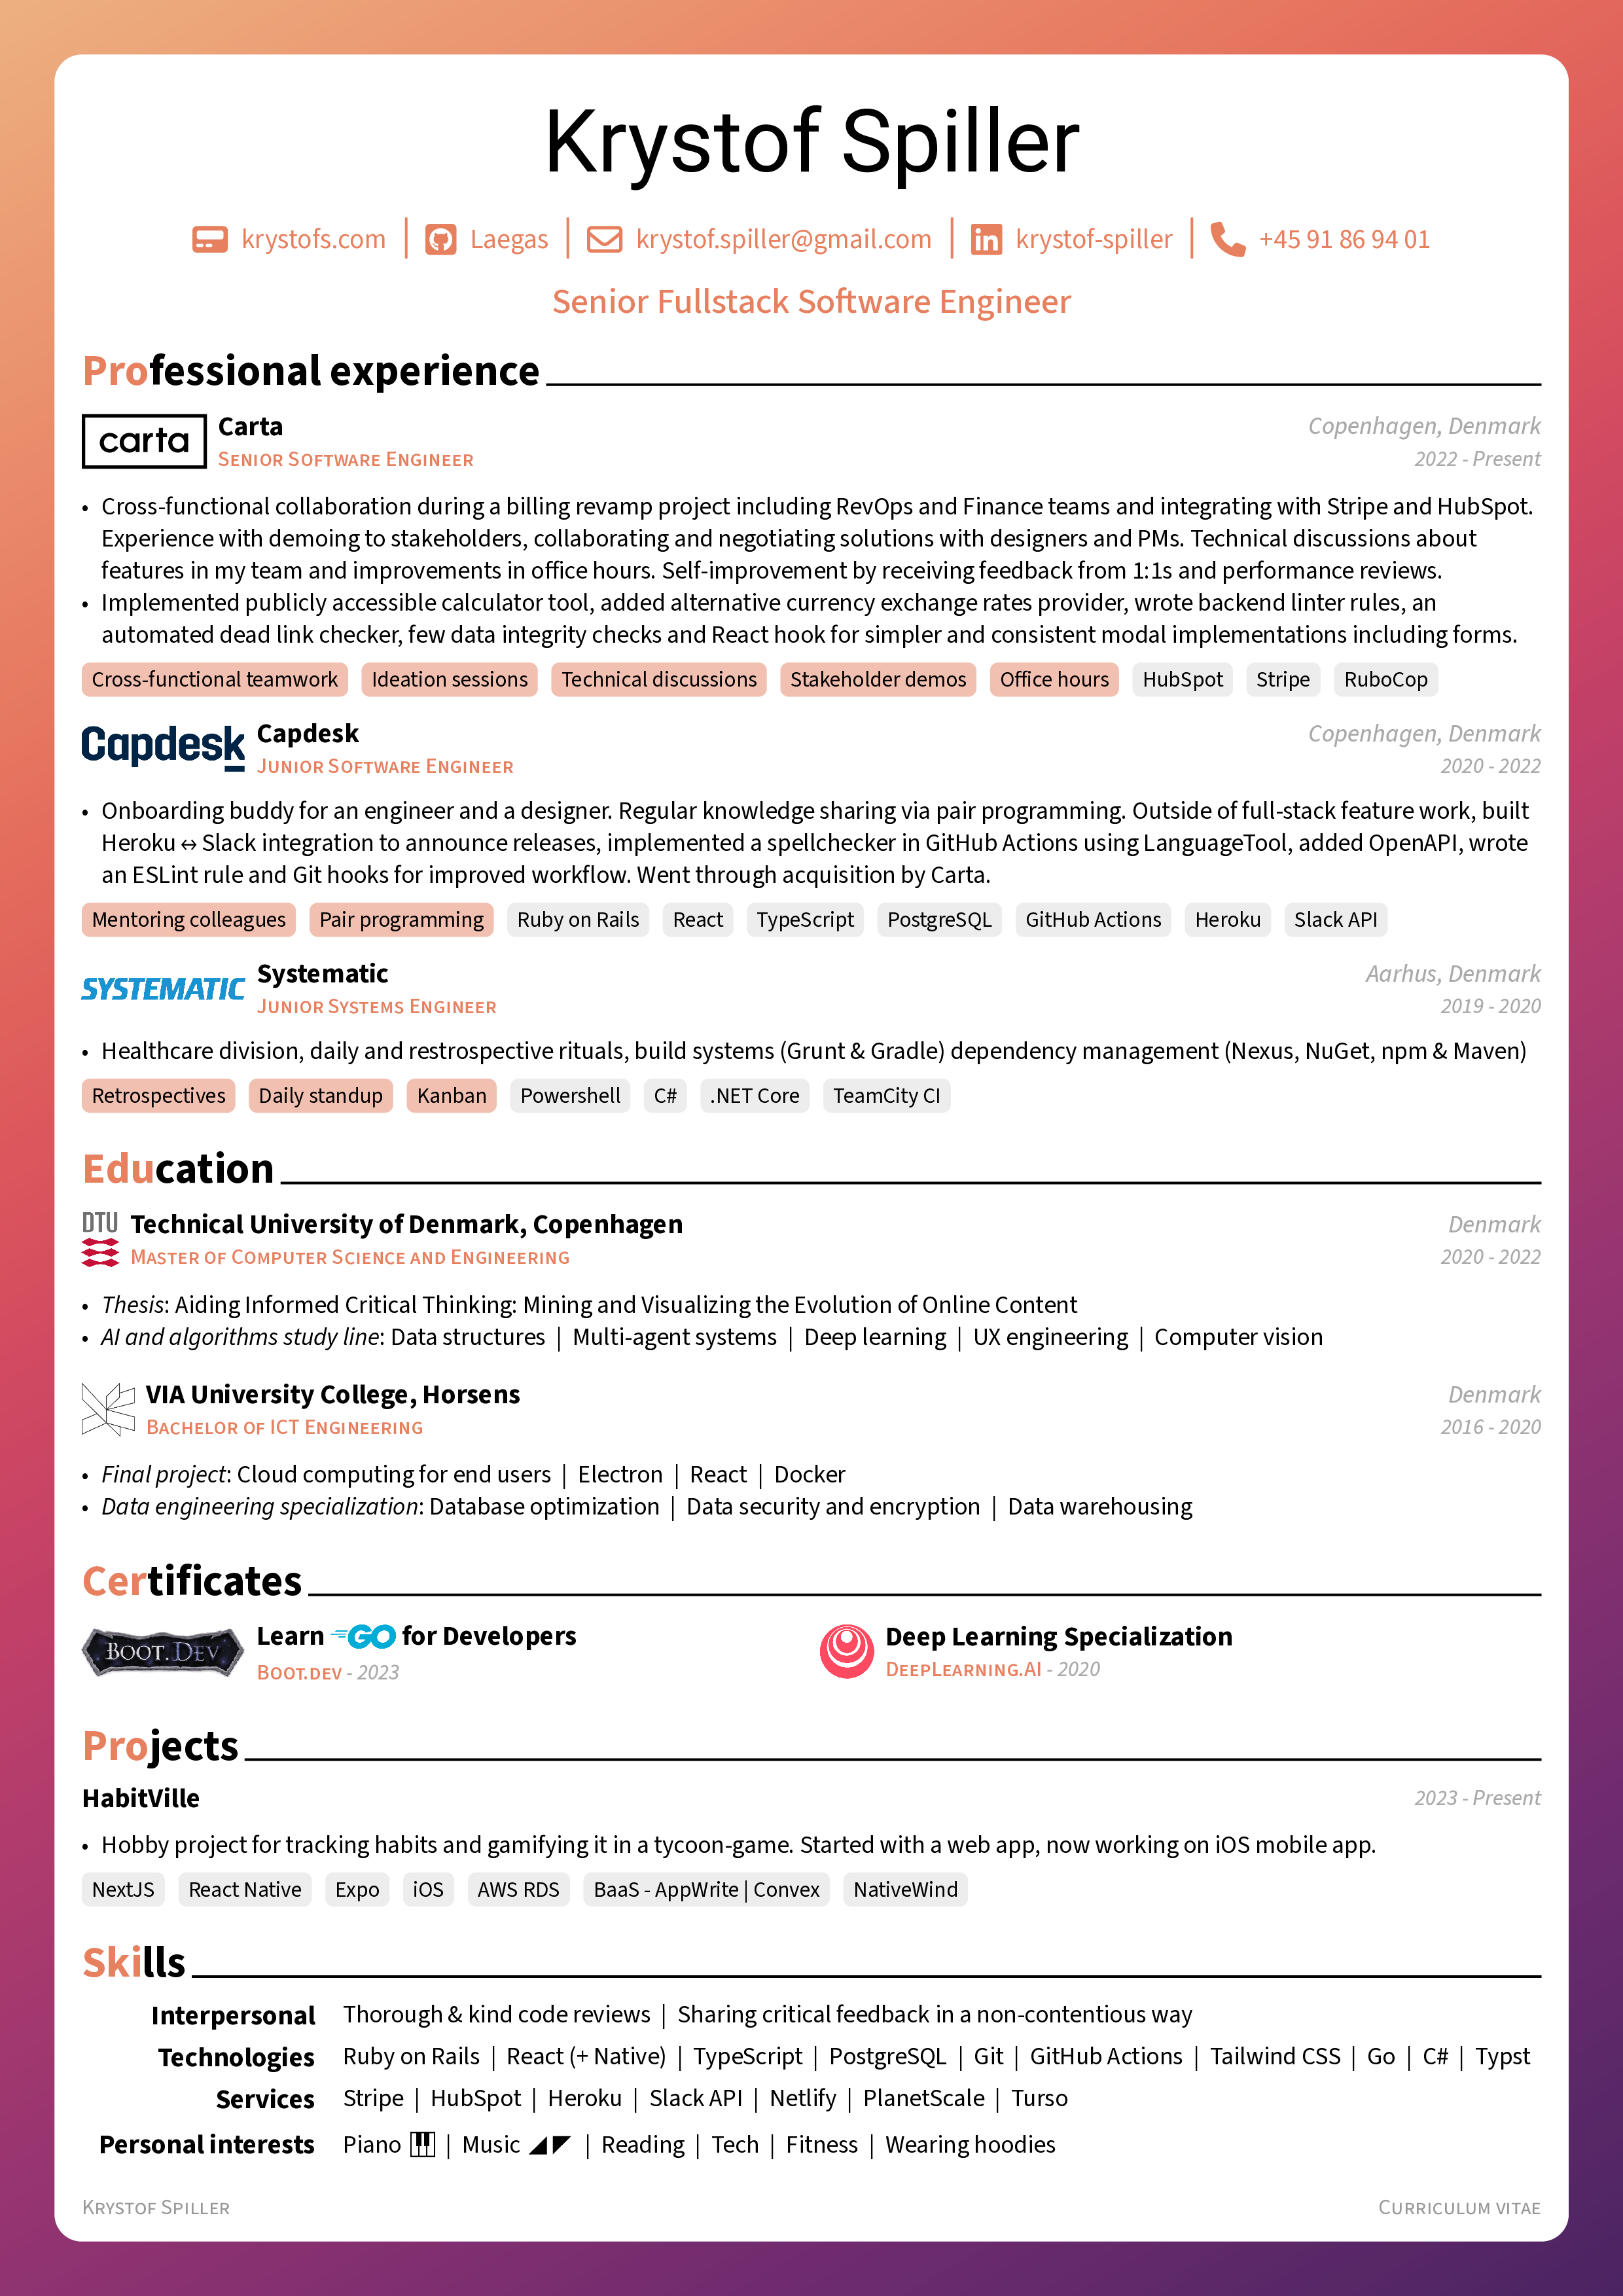 Krystof Spiller
krystofs.com | Laegas | krystof.spiller@gmail.com | krystof-spiller | +45 91 86 94 01
Senior Fullstack Software Engineer
Professional experience
carta Carta Copenhagen, Denmark
Senior Software Engineer 2022 - Present
• Cross-functional collaboration during a billing revamp project including RevOps and Finance teams and integrating with Stripe and HubSpot.
Experience with demoing to stakeholders, collaborating and negotiating solutions with designers and PMs. Technical discussions about
features in my team and improvements in office hours. Self-improvement by receiving feedback from 1:1s and performance reviews.
• Implemented publicly accessible calculator tool, added alternative currency exchange rates provider, wrote backend linter rules, an
automated dead link checker, few data integrity checks and React hook for simpler and consistent modal implementations including forms.
Cross-functional teamwork Ideation sessions Technical discussions Stakeholder demos Office hours HubSpot Stripe RuboCop
Capdesk Capdesk Copenhagen, Denmark
Junior Software Engineer 2020 - 2022
• Onboarding buddy for an engineer and a designer. Regular knowledge sharing via pair programming. Outside of full-stack feature work, built
Heroku ↔ Slack integration to announce releases, implemented a spellchecker in GitHub Actions using LanguageTool, added OpenAPI, wrote
an ESLint rule and Git hooks for improved workflow. Went through acquisition by Carta.
Mentoring colleagues Pair programming Ruby on Rails React TypeScript PostgreSQL GitHub Actions Heroku Slack API
SYSTEMATIC Systematic Aarhus, Denmark
Junior Systems Engineer 2019 - 2020
• Healthcare division, daily and restrospective rituals, build systems (Grunt & Gradle) dependency management (Nexus, NuGet, npm & Maven)
Retrospectives Daily standup Kanban Powershell C# .NET Core TeamCity CI
Education
DTU Technical University of Denmark, Copenhagen Denmark
Master of Computer Science and Engineering 2020 - 2022
• Thesis: Aiding Informed Critical Thinking: Mining and Visualizing the Evolution of Online Content
• AI and algorithms study line: Data structures | Multi-agent systems | Deep learning | UX engineering | Computer vision
VIA University College, Horsens Denmark
Bachelor of ICT Engineering 2016 - 2020
• Final project: Cloud computing for end users | Electron | React | Docker
• Data engineering specialization: Database optimization | Data security and encryption | Data warehousing
Certificates
BOOT.DEV Learn GO for Developers Deep Learning Specialization
Boot.dev - 2023 DeepLearning.AI - 2020
Projects
HabitVille 2023 - Present
• Hobby project for tracking habits and gamifying it in a tycoon-game. Started with a web app, now working on iOS mobile app.
NextJS React Native Expo iOS AWS RDS BaaS - AppWrite | Convex NativeWind
Skills
Interpersonal Thorough & kind code reviews | Sharing critical feedback in a non-contentious way
Technologies Ruby on Rails | React (+ Native) | TypeScript | PostgreSQL | Git | GitHub Actions | Tailwind CSS | Go | C# | Typst
Services Stripe | HubSpot | Heroku | Slack API | Netlify | PlanetScale | Turso
Personal interests Piano 🎹 | Music ◢◤ | Reading | Tech | Fitness | Wearing hoodies
Krystof Spiller Curriculum vitae